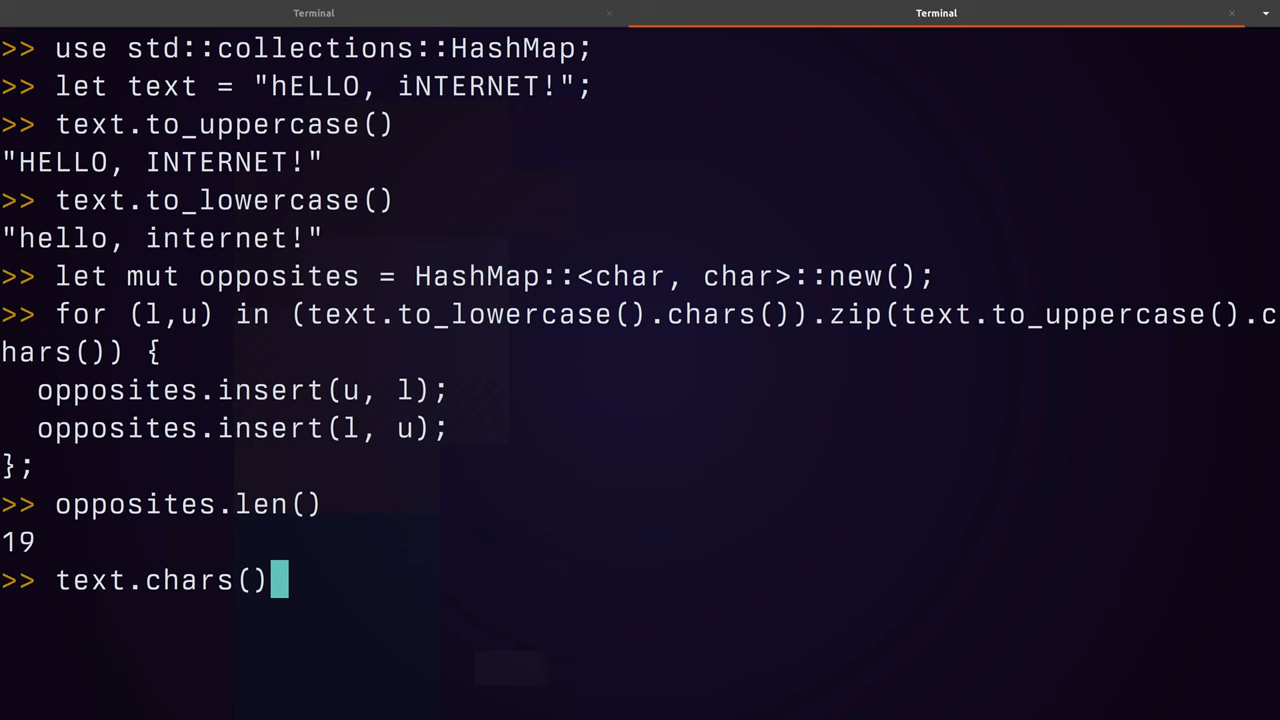 Terminal × Terminal ×
>> use std::collections::HashMap;
>> let text = "hELLO, iNTERNET!";
>> text.to_uppercase()
"HELLO, INTERNET!"
>> text.to_lowercase()
"hello, internet!"
>> let mut opposites = HashMap::<char, char>::new();
>> for (l,u) in (text.to_lowercase().chars()).zip(text.to_uppercase().c
hars()) {
  opposites.insert(u, l);
  opposites.insert(l, u);
};
>> opposites.len()
19
>> text.chars()